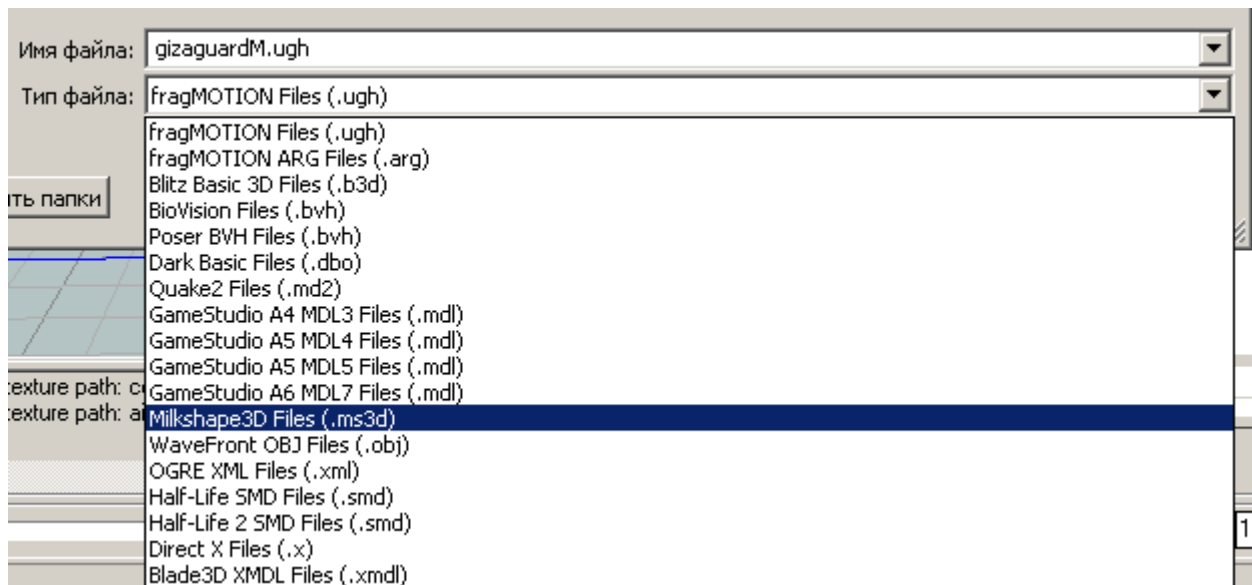 Имя файла: gizaguardM.ugh
Тип файла: fragMOTION Files (.ugh)
fragMOTION Files (.ugh)
fragMOTION ARG Files (.arg)
Blitz Basic 3D Files (.b3d)
ть папки
BioVision Files (.bvh)
Poser BVH Files (.bvh)
Dark Basic Files (.dbo)
Quake2 Files (.md2)
GameStudio A4 MDL3 Files (.mdl)
GameStudio A5 MDL4 Files (.mdl)
GameStudio A5 MDL5 Files (.mdl)
texture path:
GameStudio A6 MDL7 Files (.mdl)
texture path:
Milkshape3D Files (.ms3d)
WaveFront OBJ Files (.obj)
OGRE XML Files (.xml)
Half-Life SMD Files (.smd)
Half-Life 2 SMD Files (.smd)
1
Direct X Files (.x)
Blade3D XMDL Files (.xmdl)